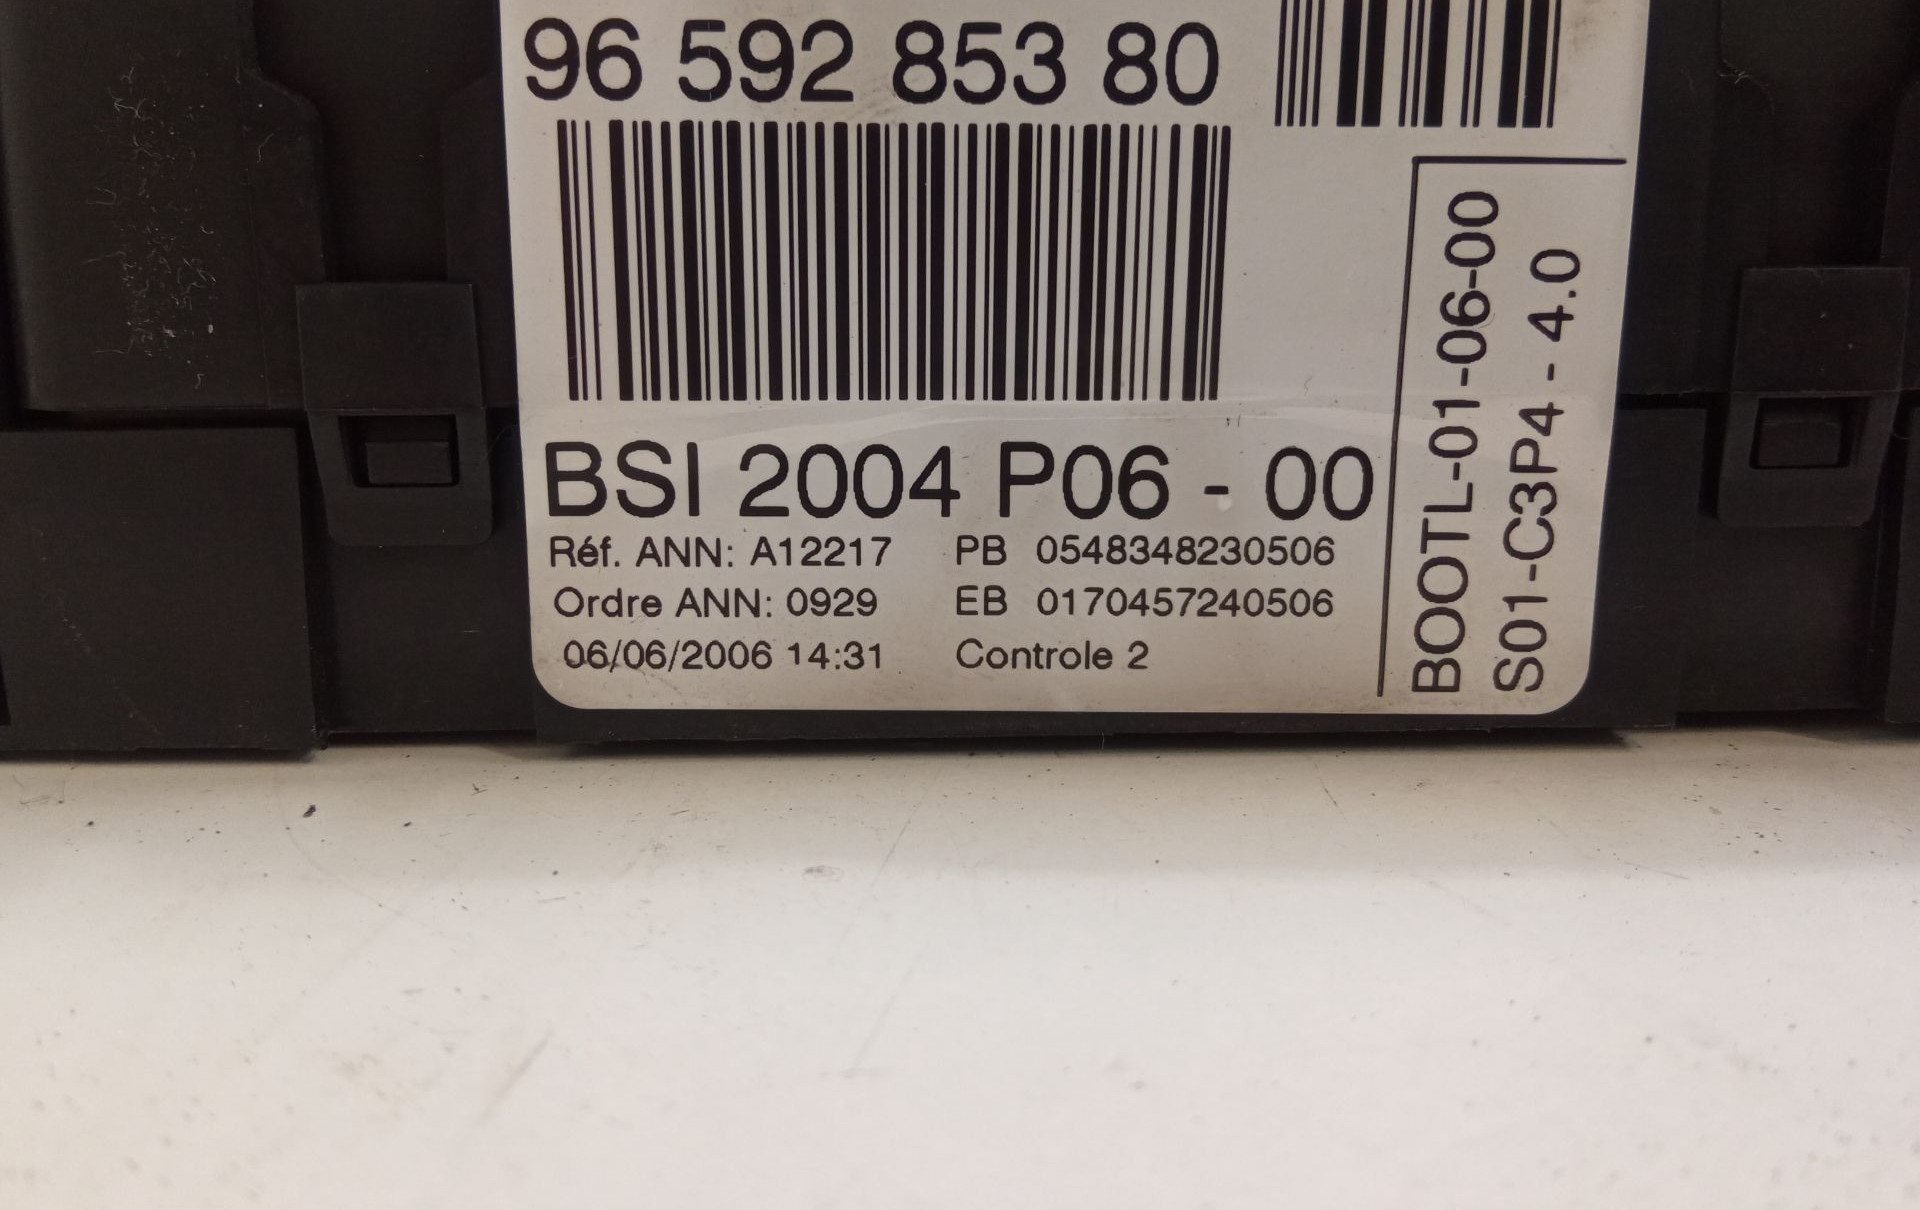 96 592 853 80
BSI 2004 P06 - 00
Réf. ANN: A12217 PB 0548348230506
Ordre ANN: 0929 EB 0170457240506
06/06/2006 14:31 Controle 2
BOOTL-01-06-00
S01-C3P4 - 4.0